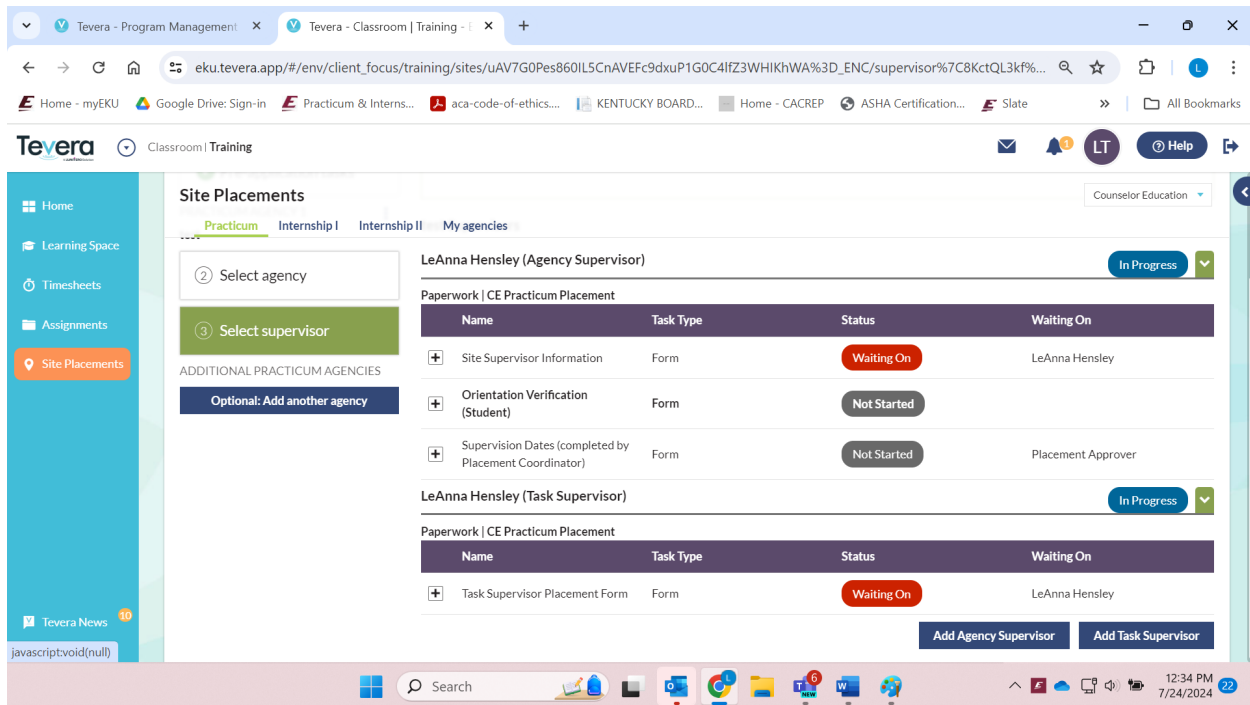 Tevera - Program Management
Tevera - Classroom | Training - E
eku.tevera.app/#/env/client_focus/training/sites/uAV7G0Pes860IL5CnAVEFc9dxuP1G0C4lfZ3WHIKhWA%3D_ENC/supervisor%7C8KctQL3kf%...
L
Home - myEKU
Google Drive: Sign-in
Practicum & Interns...
aca-code-of-ethics....
KENTUCKY BOARD...
Home - CACREP
ASHA Certification...
Slate
All Bookmarks
Tevera
Classroom | Training
1
LT
Help
Home
Learning Space
Timesheets
Assignments
Site Placements
Tevera News
10
javascript:void(null)
Site Placements
Counselor Education
Practicum
Internship I
Internship II
My agencies
2 Select agency
3 Select supervisor
ADDITIONAL PRACTICUM AGENCIES
Optional: Add another agency
LeAnna Hensley (Agency Supervisor)
In Progress
Paperwork | CE Practicum Placement
Name Task Type Status Waiting On
Site Supervisor Information Form Waiting On LeAnna Hensley
Orientation Verification
(Student) Form Not Started
Supervision Dates (completed by
Placement Coordinator) Form Not Started Placement Approver
LeAnna Hensley (Task Supervisor)
In Progress
Paperwork | CE Practicum Placement
Name Task Type Status Waiting On
Task Supervisor Placement Form Form Waiting On LeAnna Hensley
Add Agency Supervisor
Add Task Supervisor
Search
6
NEW
12:34 PM
7/24/2024
22